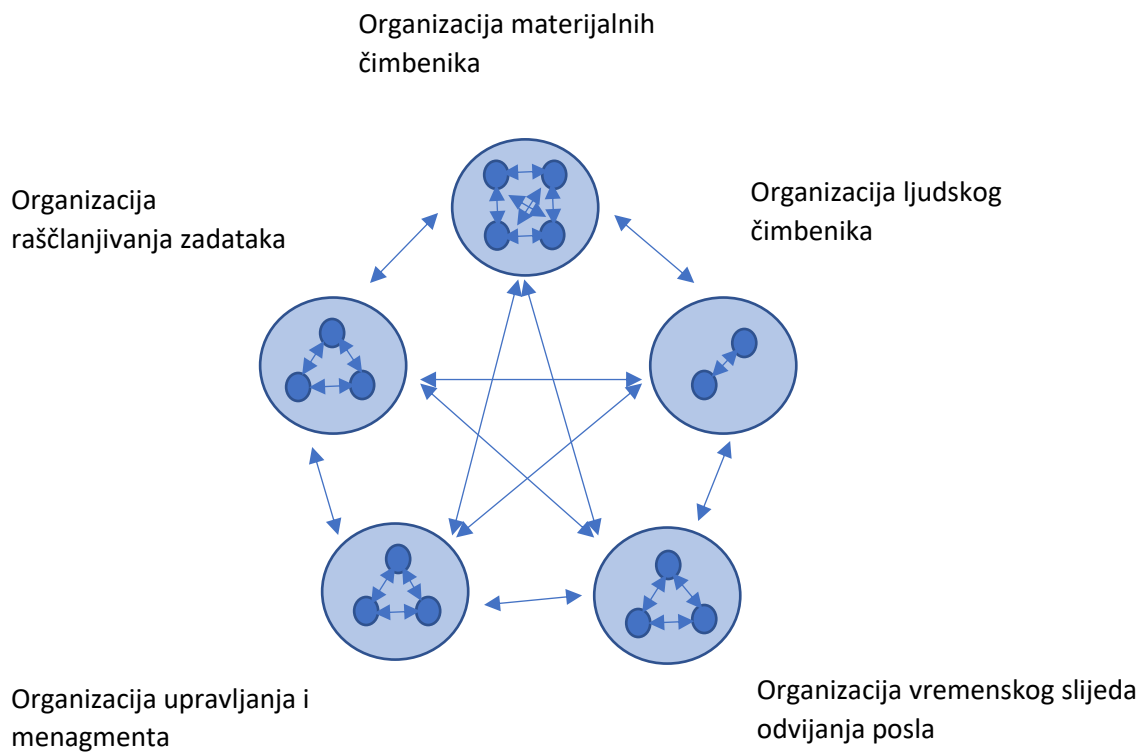 Organizacija materijalnih
čimbenika
Organizacija
raščlanjivanja zadataka
Organizacija ljudskog
čimbenika
Organizacija upravljanja i
menagmenta
Organizacija vremenskog slijeda
odvijanja posla